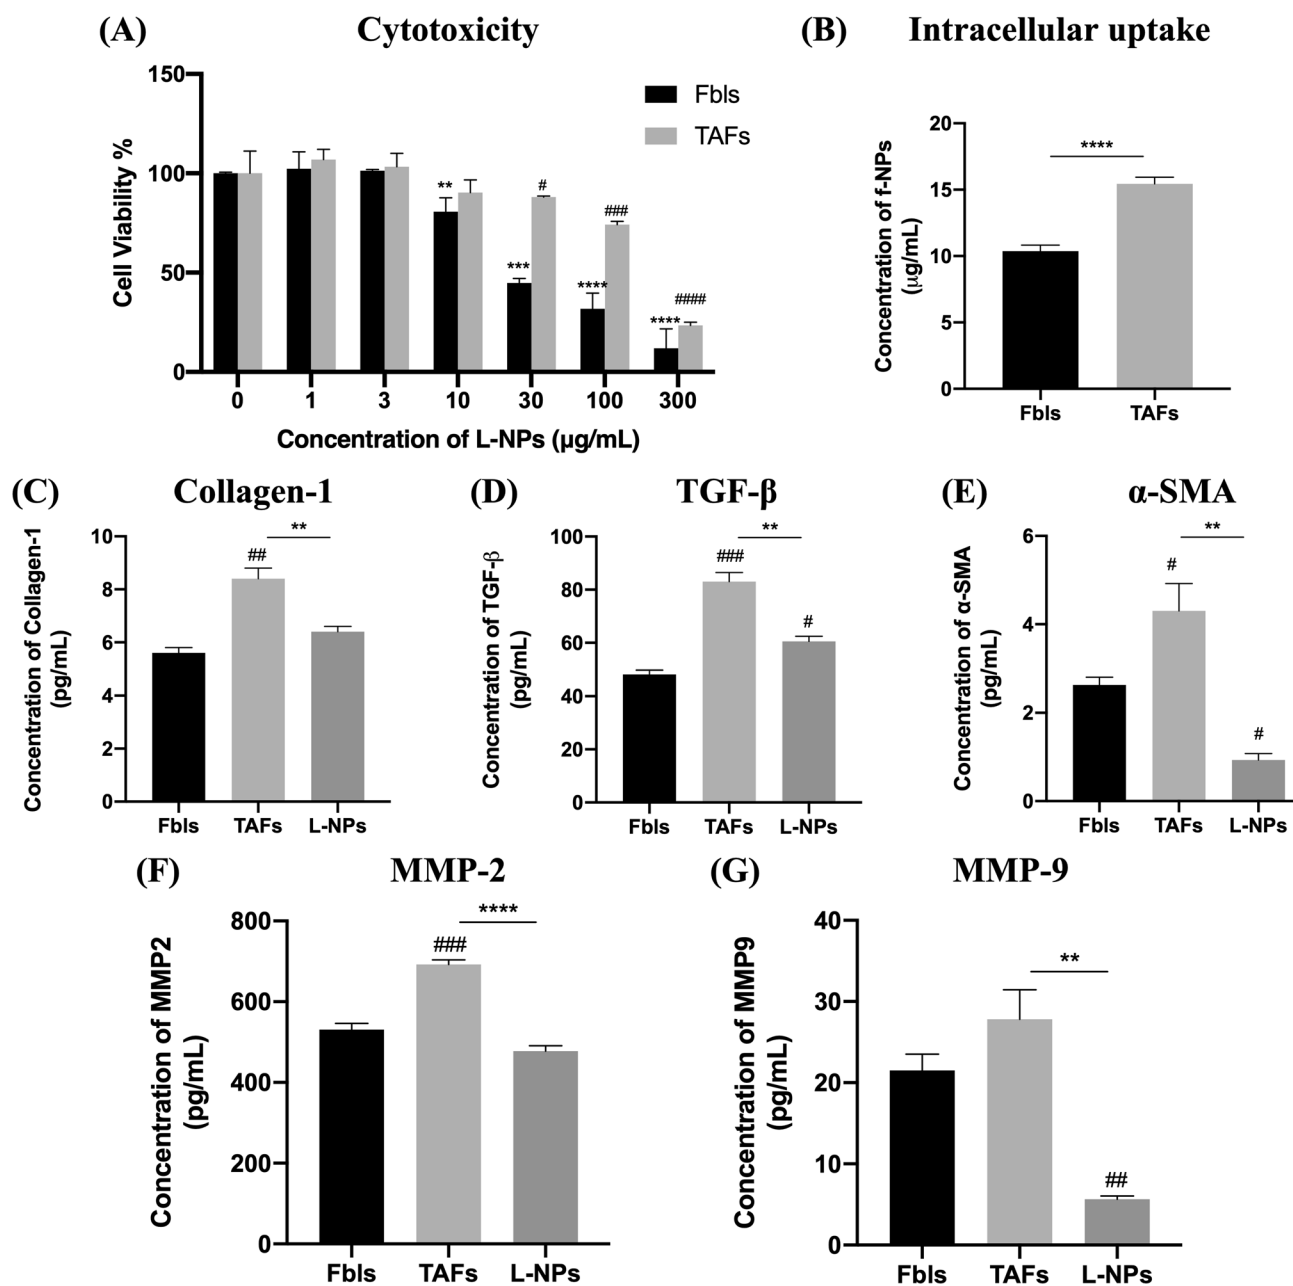 (A) Cytotoxicity
Cell Viability %
150
100
50
0
Fbls
TAFs
**
***
#
****
###
****
####
0 1 3 10 30 100 300
Concentration of L-NPs (µg/mL)
(B) Intracellular uptake
Concentration of f-NPs
(µg/mL)
20
15
10
5
0
****
Fbls TAFs
(C) Collagen-1
Concentration of Collagen-1
(pg/mL)
10
8
6
4
2
0
##
**
Fbls TAFs L-NPs
(D) TGF-β
Concentration of TGF-β
(pg/mL)
100
80
60
40
20
0
###
**
#
Fbls TAFs L-NPs
(E) α-SMA
Concentration of α-SMA
(pg/mL)
6
4
2
0
#
**
#
Fbls TAFs L-NPs
(F) MMP-2
Concentration of MMP2
(pg/mL)
800
600
400
200
0
###
****
Fbls TAFs L-NPs
(G) MMP-9
Concentration of MMP9
(pg/mL)
40
30
20
10
0
**
##
Fbls TAFs L-NPs